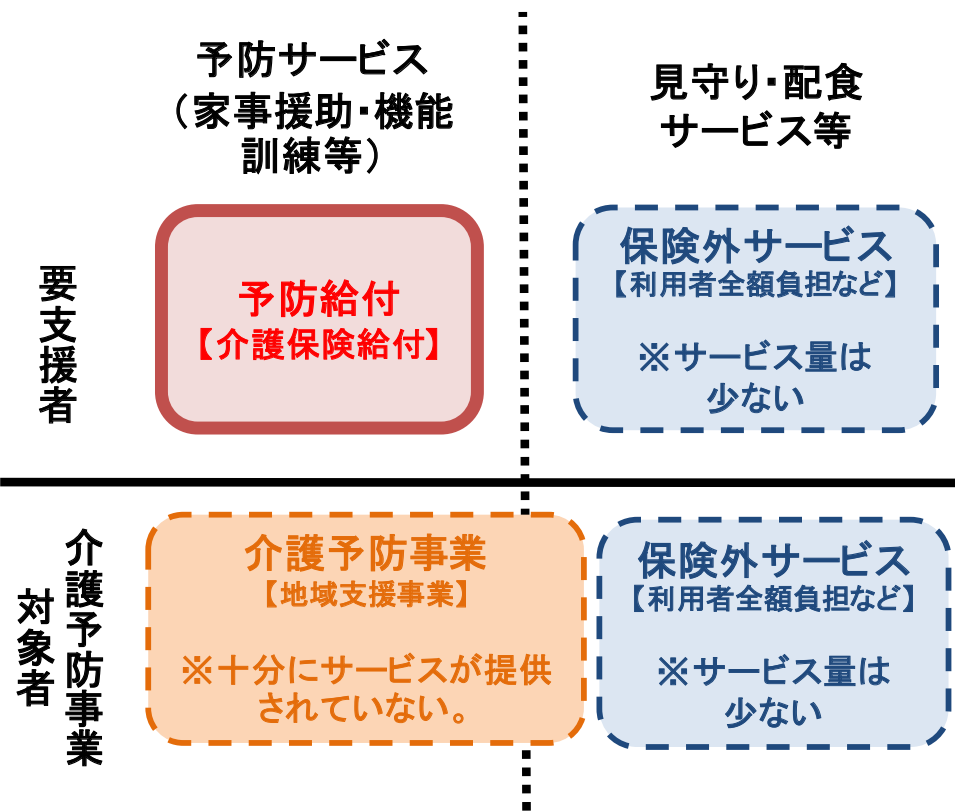 予防サービス
（家事援助・機能
訓練等）
見守り・配食
サービス等
要支援者
予防給付
【介護保険給付】
保険外サービス
【利用者全額負担など】
※サービス量は
少ない
介護予防事業
対象者
介護予防事業
【地域支援事業】
※十分にサービスが提供
されていない。
保険外サービス
【利用者全額負担など】
※サービス量は
少ない